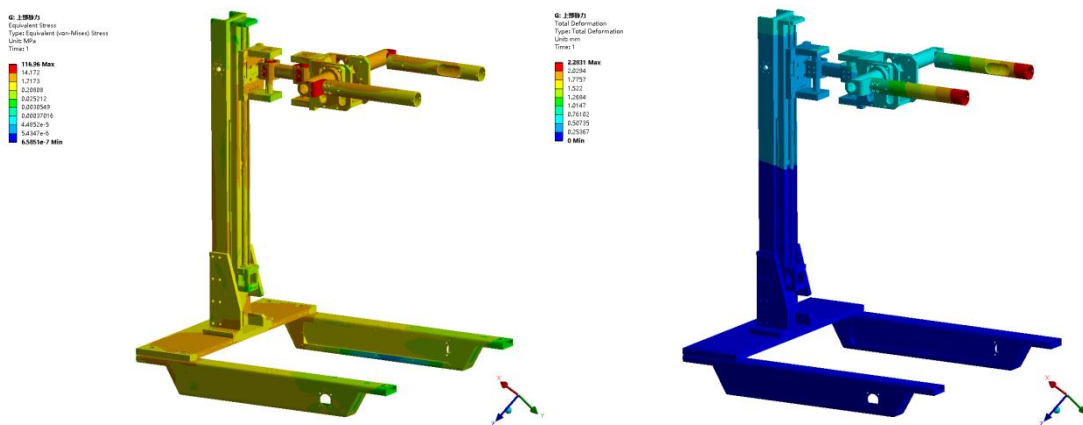 G: 上部静力
Equivalent Stress
Type: Equivalent (von-Mises) Stress
Unit: MPa
Time: 1
116.96 Max
14.172
1.7173
0.20808
0.025212
0.0030549
0.00037016
4.4852e-5
5.4347e-6
6.5851e-7 Min
X
Y
Z
G: 上部静力
Total Deformation
Type: Total Deformation
Unit: mm
Time: 1
2.2831 Max
2.0294
1.7757
1.522
1.2684
1.0147
0.76102
0.50735
0.25367
0 Min
X
Z